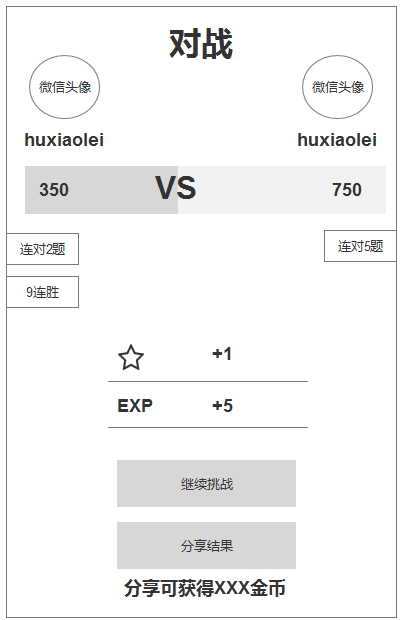 对战
微信头像 微信头像
huxiaolei huxiaolei
350 VS 750
连对2题 连对5题
9连胜
+1
EXP +5
继续挑战
分享结果
分享可获得XXX金币